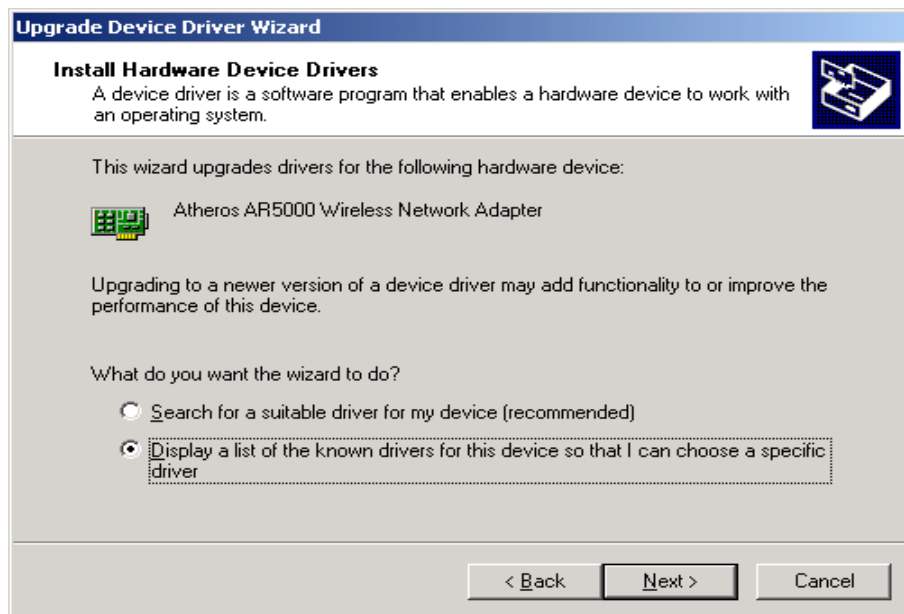 Upgrade Device Driver Wizard
Install Hardware Device Drivers
A device driver is a software program that enables a hardware device to work with
an operating system.
This wizard upgrades drivers for the following hardware device:
Atheros AR5000 Wireless Network Adapter
Upgrading to a newer version of a device driver may add functionality to or improve the
performance of this device.
What do you want the wizard to do?
Search for a suitable driver for my device (recommended)
Display a list of the known drivers for this device so that I can choose a specific
driver
< Back
Next >
Cancel